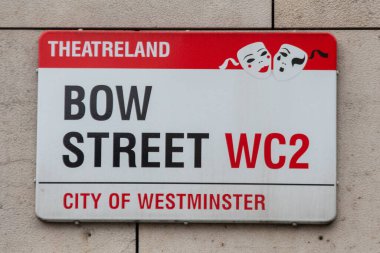 THEATRELAND
BOW
STREET WC2
CITY OF WESTMINSTER